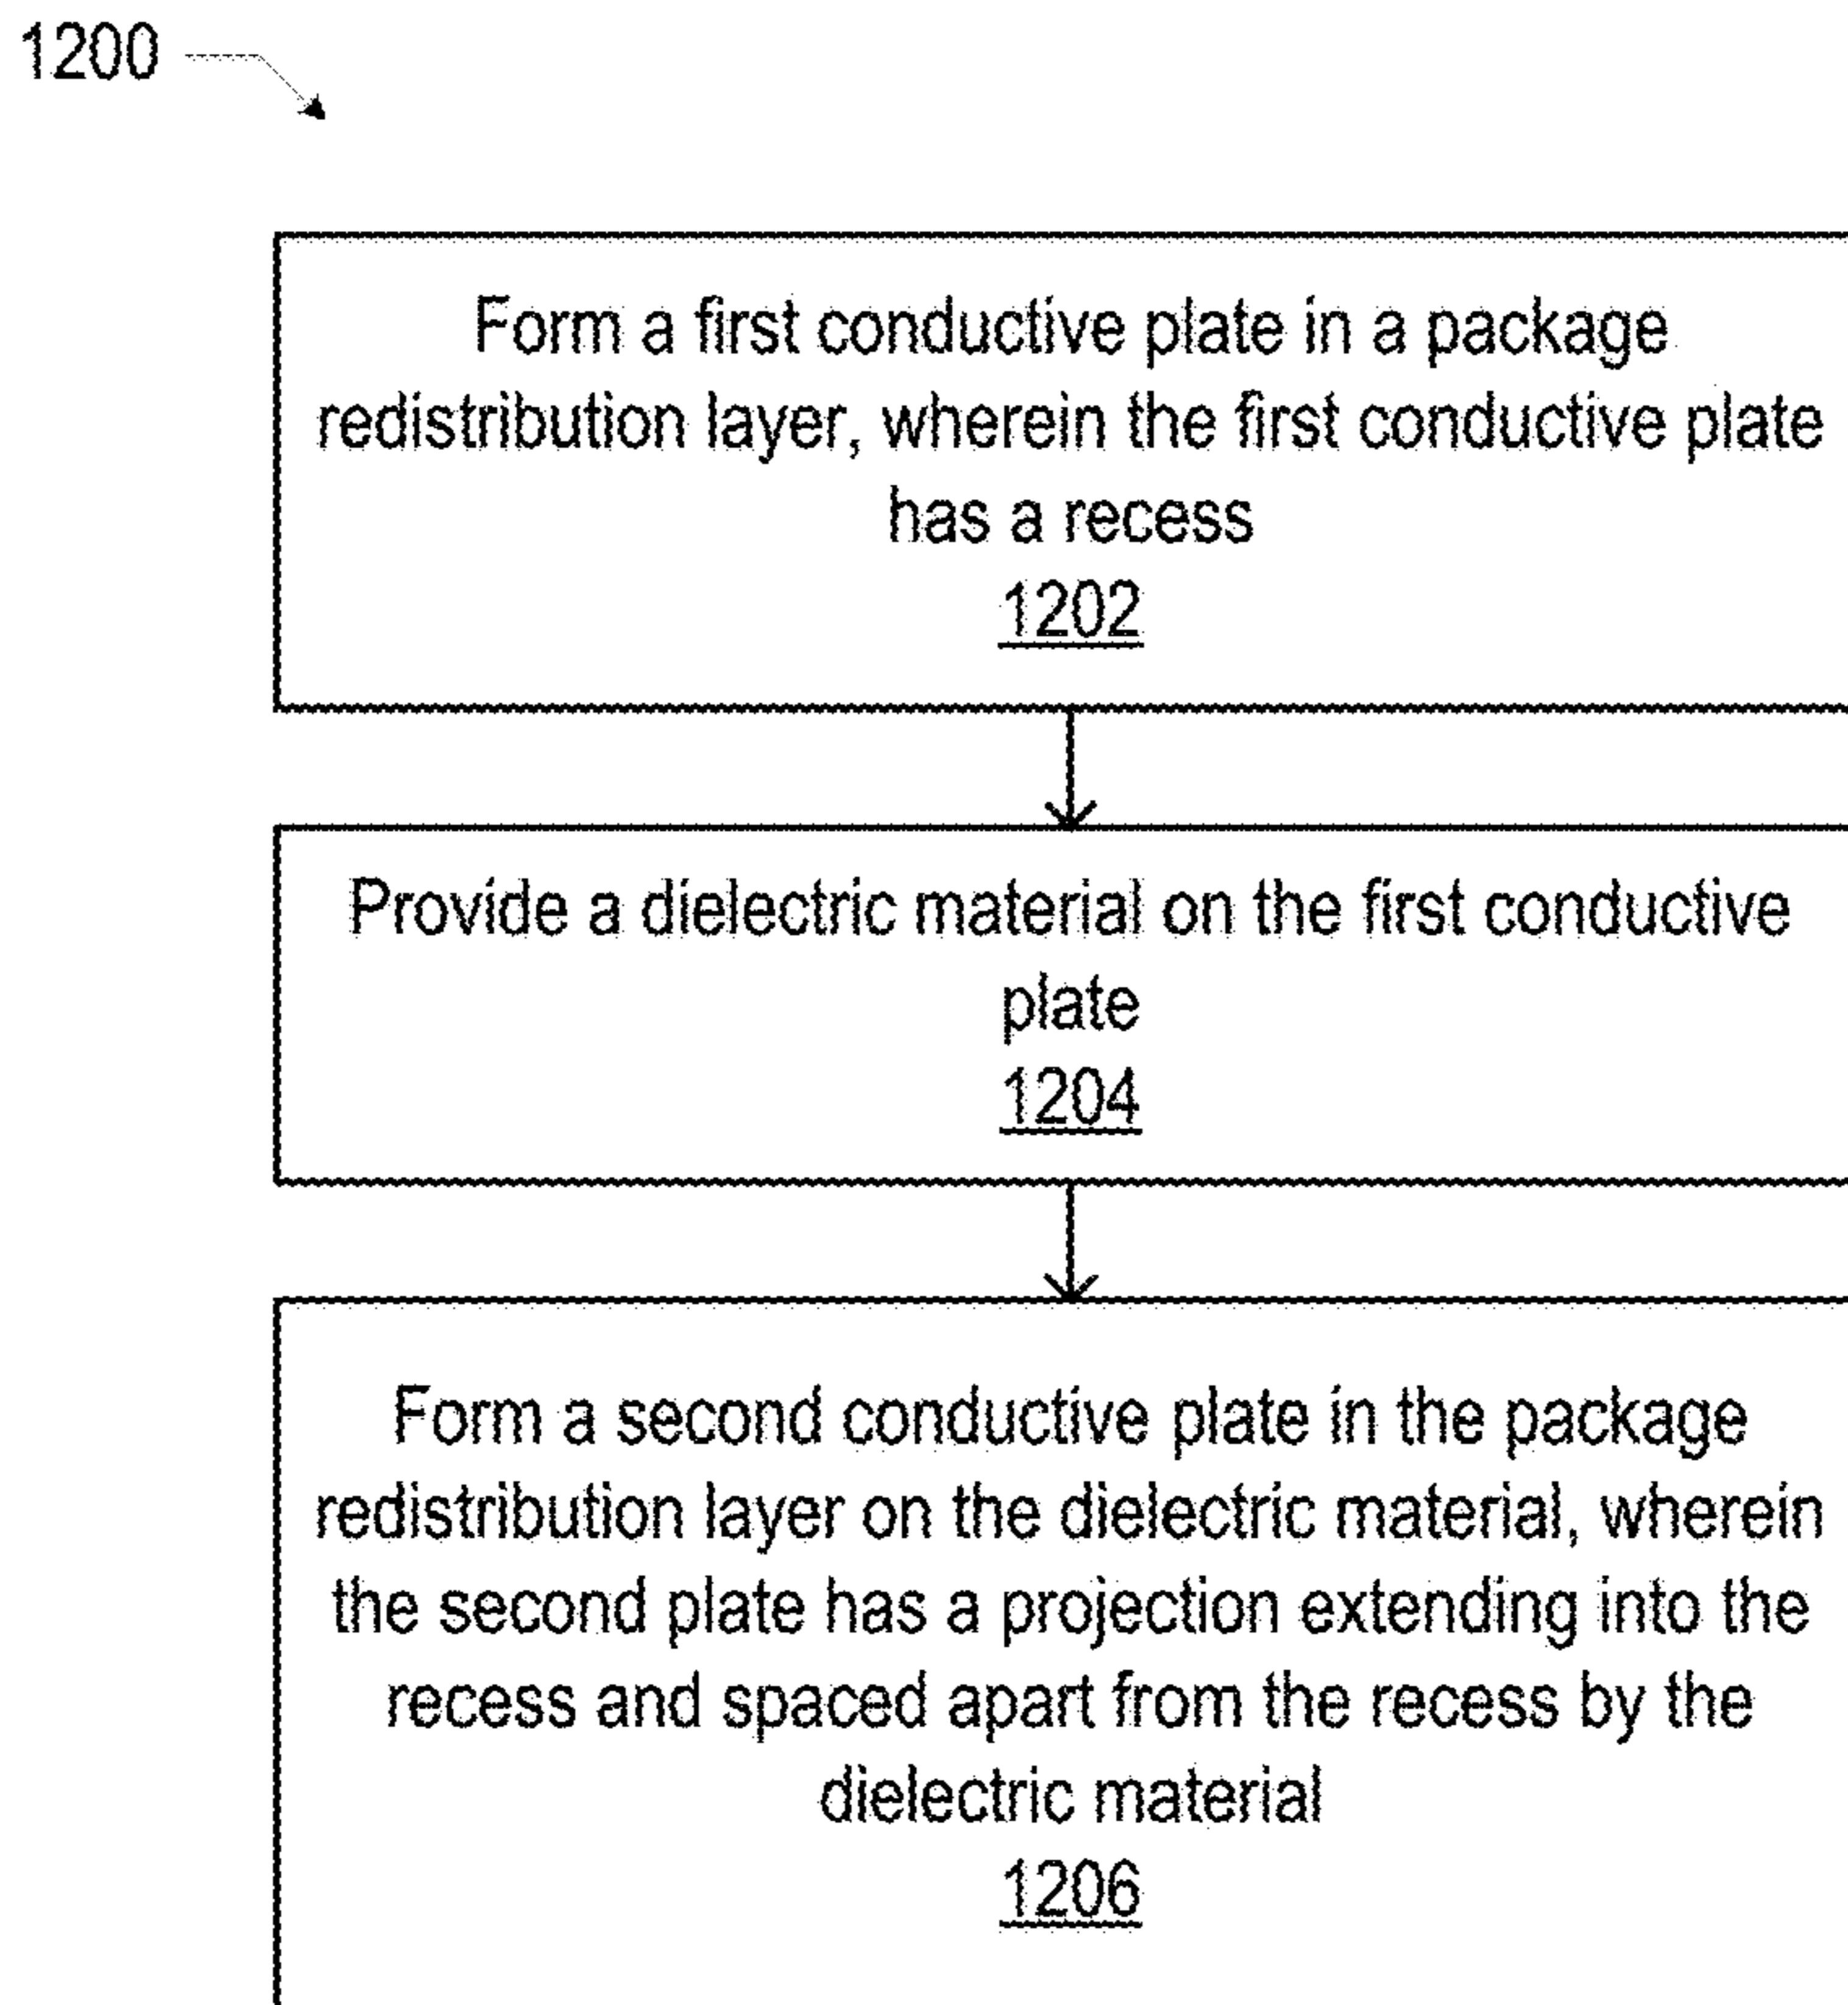 1200
Form a first conductive plate in a package
redistribution layer, wherein the first conductive plate
has a recess
1202
Provide a dielectric material on the first conductive
plate
1204
Form a second conductive plate in the package
redistribution layer on the dielectric material, wherein
the second plate has a projection extending into the
recess and spaced apart from the recess by the
dielectric material
1206